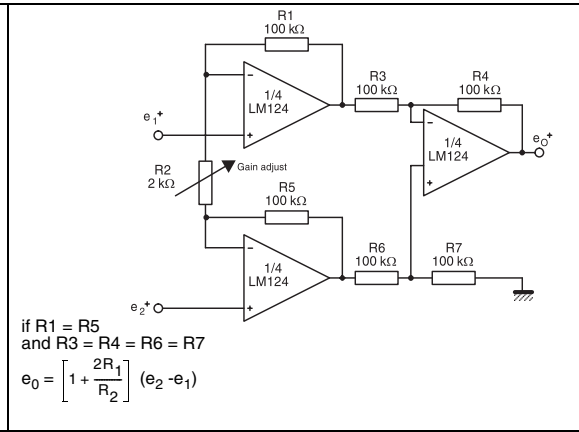 R1
100 kΩ
1/4
LM124
e1+
R3
100 kΩ
R4
100 kΩ
1/4
LM124
eO+
R2
2 kΩ
Gain adjust
R5
100 kΩ
1/4
LM124
e2+
R6
100 kΩ
R7
100 kΩ
if R1 = R5
and R3 = R4 = R6 = R7
e0 = [1 + 2R1/R2] (e2 -e1)